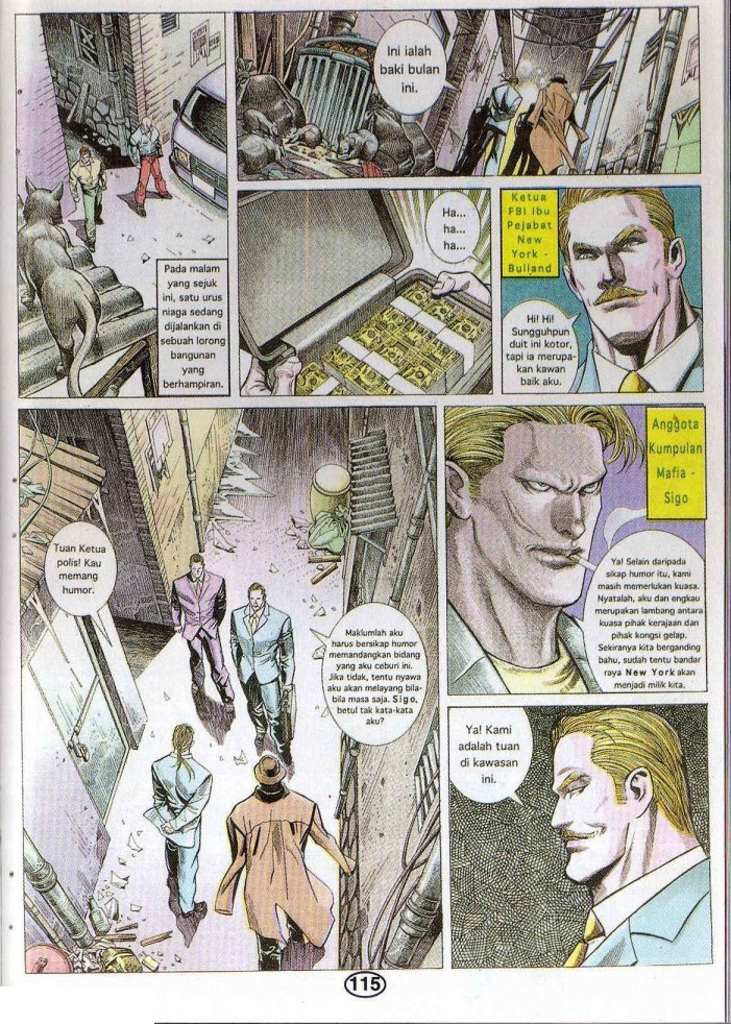 Pada malam
yang sejuk
ini, satu urus
niaga sedang
dijalankan di
sebuah lorong
bangunan
yang
berhampiran.
Ini ialah
baki bulan
ini.
Ha...
ha...
ha...
Ketua
FBI Ibu
Pejabat
New
York -
Bulland
Hi! Hi!
Sungguhpun
duit ini kotor,
tapi ia merupa-
kan kawan
baik aku.
Tuan Ketua
polis! Kau
memang
humor.
Maklumlah aku
harus bersikap humor
memandangkan bidang
yang aku ceburi ini.
Jika tidak, tentu nyawa
aku akan melayang bila-
bila masa saja. Sigo,
betul tak kata-kata
aku?
Anggota
Kumpulan
Mafia -
Sigo
Ya! Selain daripada
sikap humor itu, kami
masih memerlukan kuasa.
Nyatalah, aku dan engkau
merupakan lambang antara
kuasa pihak kerajaan dan
pihak kongsi gelap.
Sekiranya kita berganding
bahu, sudah tentu bandar
raya New York akan
menjadi milik kita.
Ya! Kami
adalah tuan
di kawasan
ini.
115